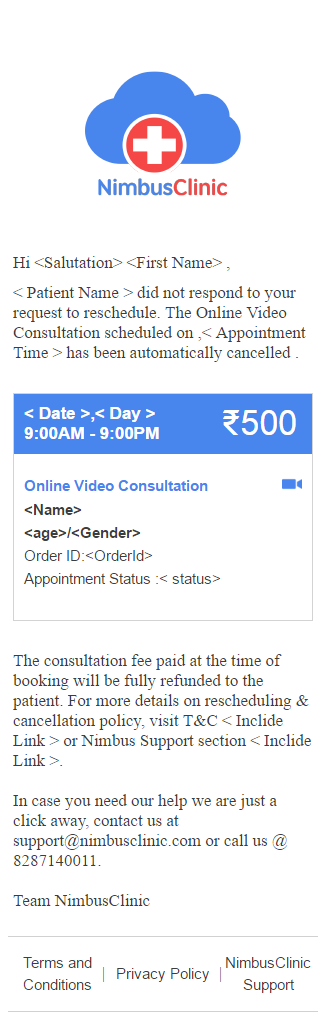 NimbusClinic
Hi <Salutation> <First Name> ,
< Patient Name > did not respond to your
request to reschedule. The Online Video
Consultation scheduled on ,< Appointment
Time > has been automatically cancelled .
< Date >,< Day >
9:00AM - 9:00PM
₹500
Online Video Consultation
<Name>
<age>/<Gender>
Order ID:<OrderId>
Appointment Status :< status>
The consultation fee paid at the time of
booking will be fully refunded to the
patient. For more details on rescheduling &
cancellation policy, visit T&C < Inclide
Link > or Nimbus Support section < Inclide
Link >.
In case you need our help we are just a
click away, contact us at
support@nimbusclinic.com or call us @
8287140011.
Team NimbusClinic
Terms and
Conditions
| Privacy Policy |
NimbusClinic
Support